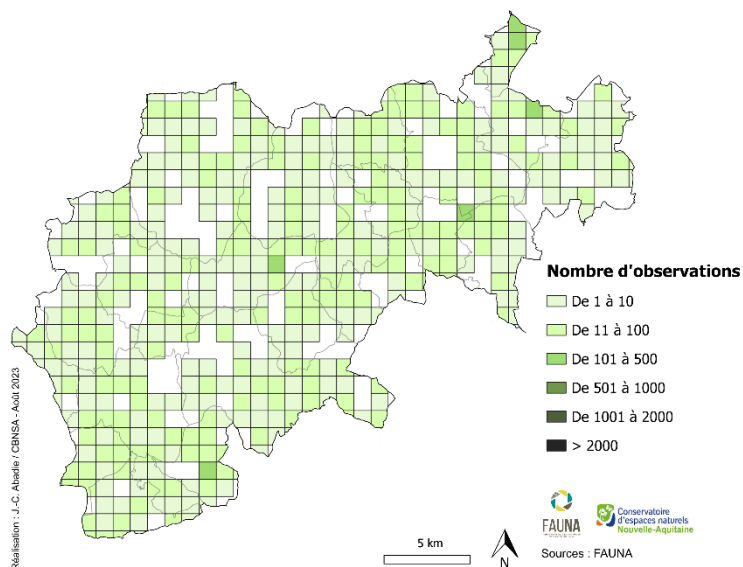 Nombre d'observations
De 1 à 10
De 11 à 100
De 101 à 500
De 501 à 1000
De 1001 à 2000
> 2000
Réalisation : J.-C. Abadie / CBNSA - Août 2023
5 km
N
FAUNA
Conservatoire
d'espaces naturels
Nouvelle-Aquitaine
Sources : FAUNA